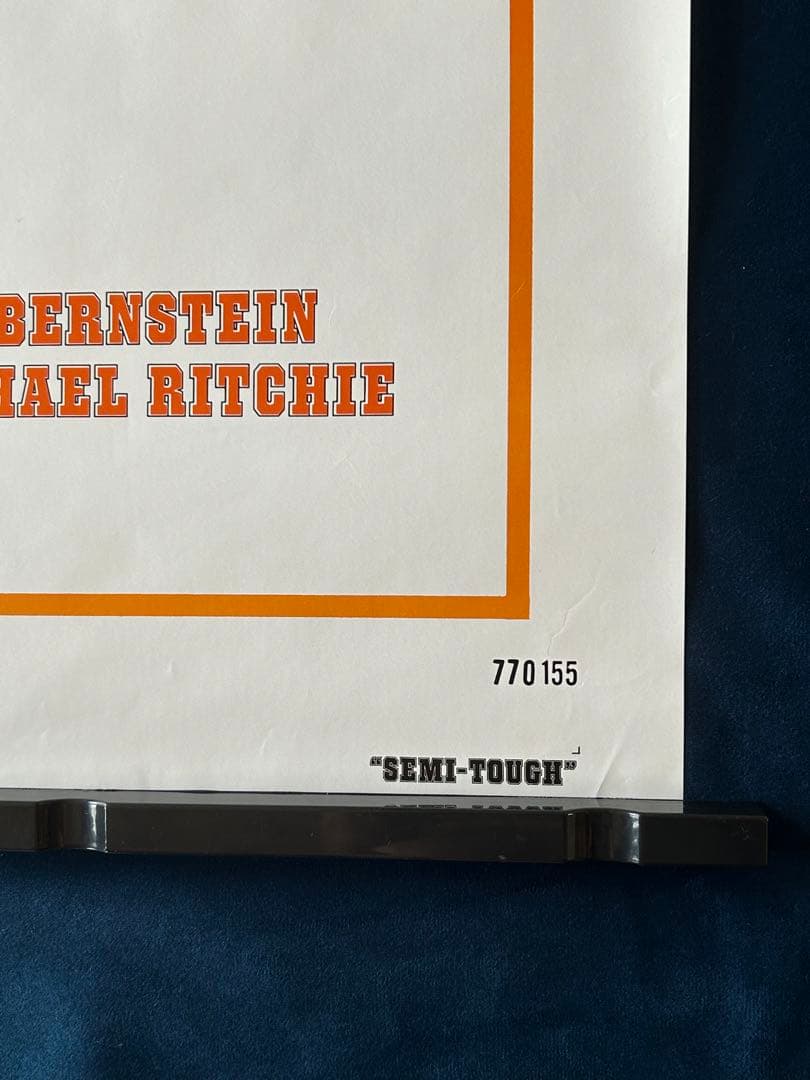 BERNSTEIN
HAEL RITCHIE
770155
"SEMI-TOUGH"